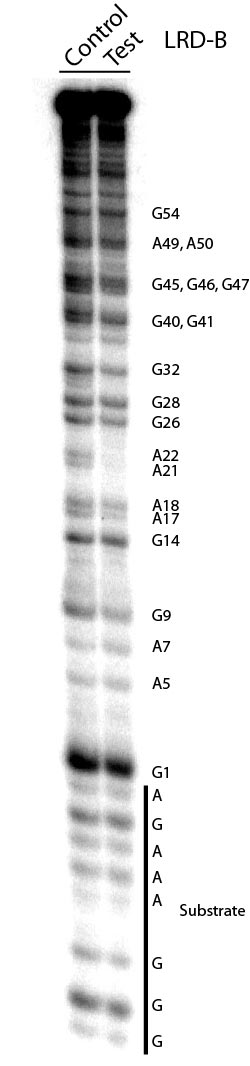 Control
Test
LRD-B
G54
A49, A50
G45, G46, G47
G40, G41
G32
G28
G26
A22
A21
A18
A17
G14
G9
A7
A5
G1
A
G
A
A
A
Substrate
G
G
G